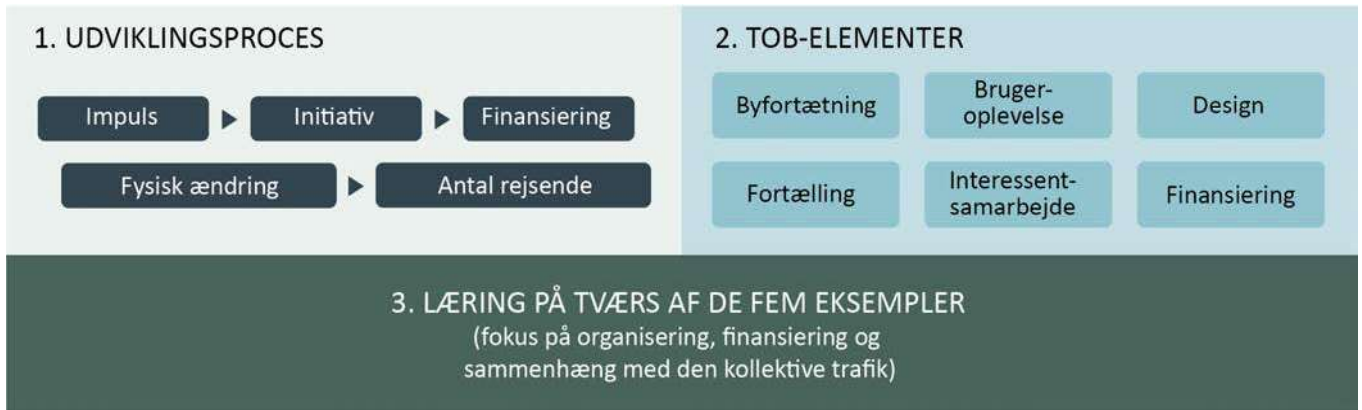 1. UDVIKLINGSPROCES
Impuls
Initiativ
Finansiering
Fysisk ændring
Antal rejsende
2. TOB-ELEMENTER
Byfortætning
Bruger-
oplevelse
Design
Fortælling
Interessent-
samarbejde
Finansiering
3. LÆRING PÅ TVÆRS AF DE FEM EKSEMPLER
(fokus på organisering, finansiering og
sammenhæng med den kollektive trafik)